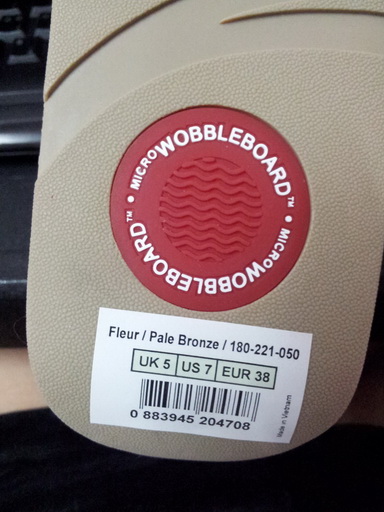 • MICROWOBBLEBOARD™
• MICROWOBBLEBOARD™
Fleur / Pale Bronze / 180-221-050
UK 5 US 7 EUR 38
0 883945 204708
Made in Vietnam